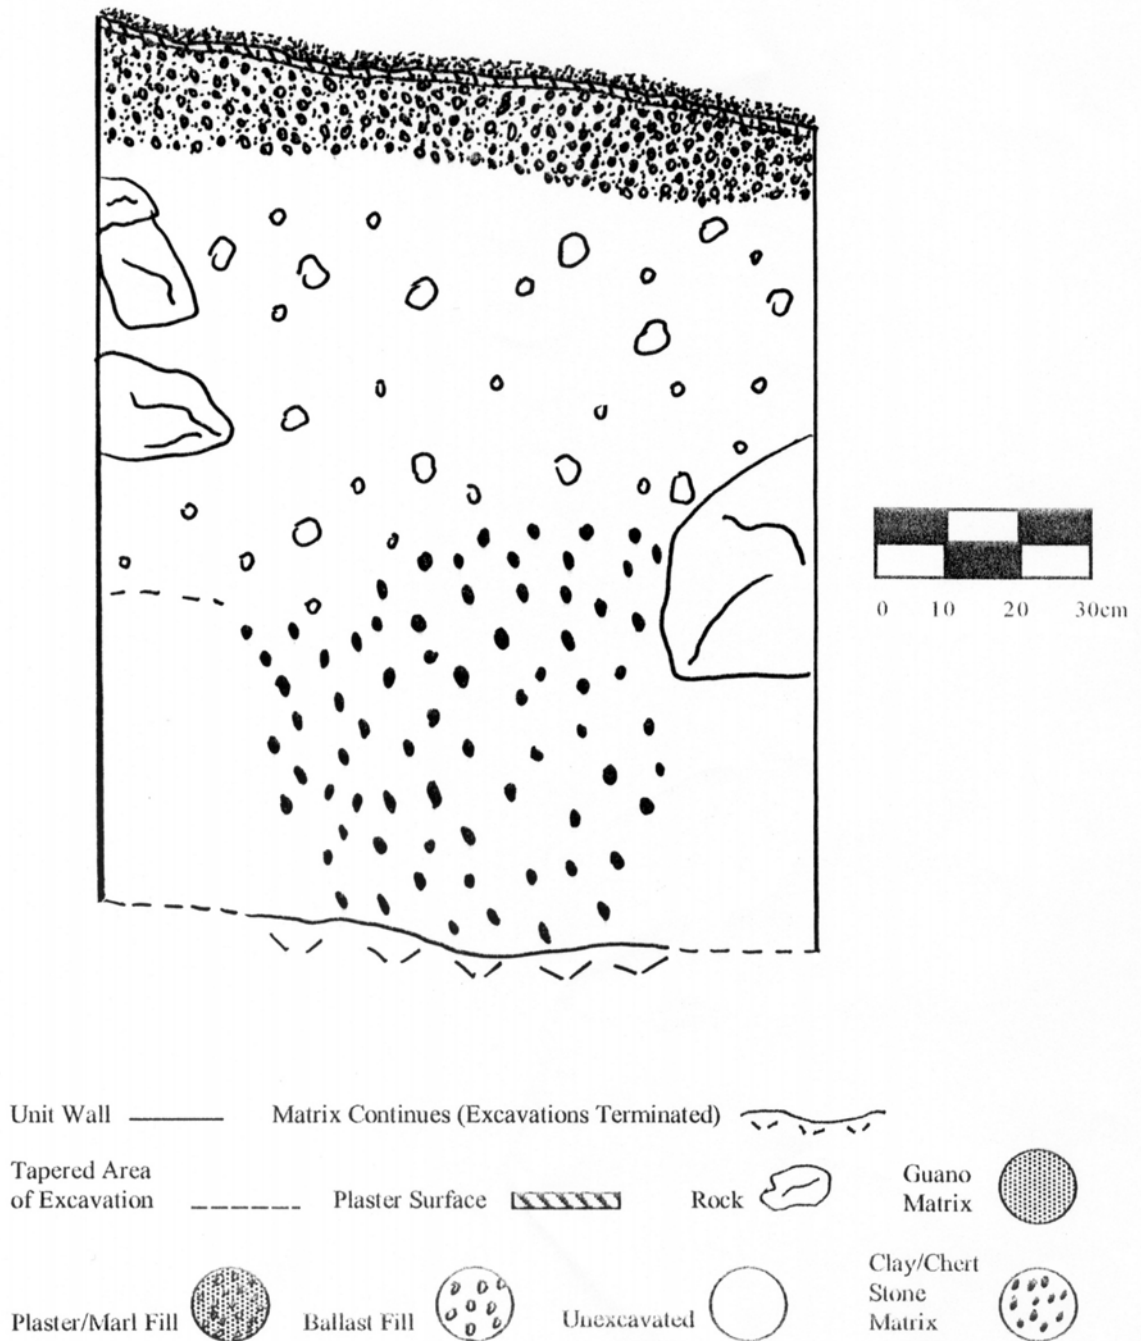 0 10 20 30cm
Unit Wall Matrix Continues (Excavations Terminated)
Tapered Area
of Excavation Plaster Surface Rock Guano
Matrix
Plaster/Marl Fill Ballast Fill Unexcavated Clay/Chert
Stone
Matrix